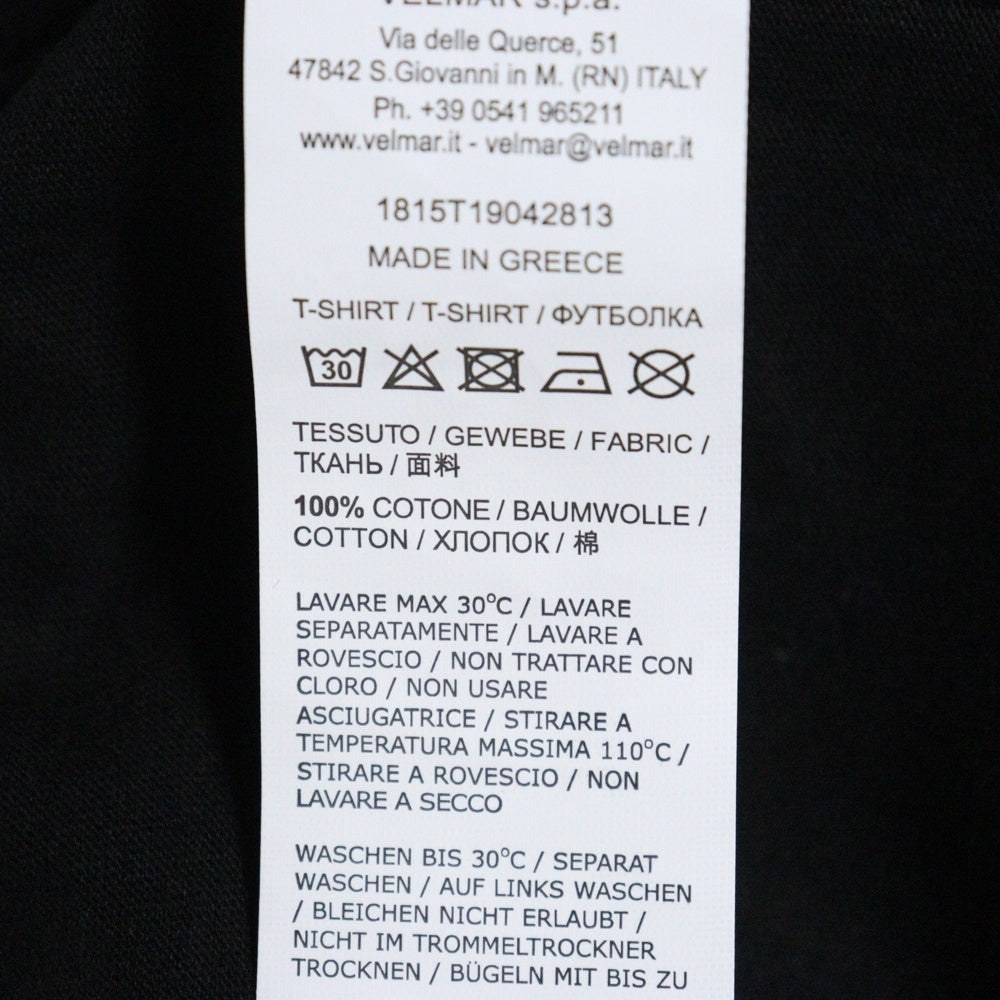 VELMAR s.p.a.
Via delle Querce, 51
47842 S.Giovanni in M. (RN) ITALY
Ph. +39 0541 965211
www.velmar.it - velmar@velmar.it
1815T19042813
MADE IN GREECE
T-SHIRT / T-SHIRT / ФУТБОЛКА
30
TESSUTO / GEWEBE / FABRIC /
ТКАНЬ / 面料
100% COTONE / BAUMWOLLE /
COTTON / ХЛОПОК / 棉
LAVARE MAX 30°C / LAVARE
SEPARATAMENTE / LAVARE A
ROVESCIO / NON TRATTARE CON
CLORO / NON USARE
ASCIUGATRICE / STIRARE A
TEMPERATURA MASSIMA 110°C /
STIRARE A ROVESCIO / NON
LAVARE A SECCO
WASCHEN BIS 30°C / SEPARAT
WASCHEN / AUF LINKS WASCHEN
/ BLEICHEN NICHT ERLAUBT /
NICHT IM TROMMELTROCKNER
TROCKNEN / BÜGELN MIT BIS ZU